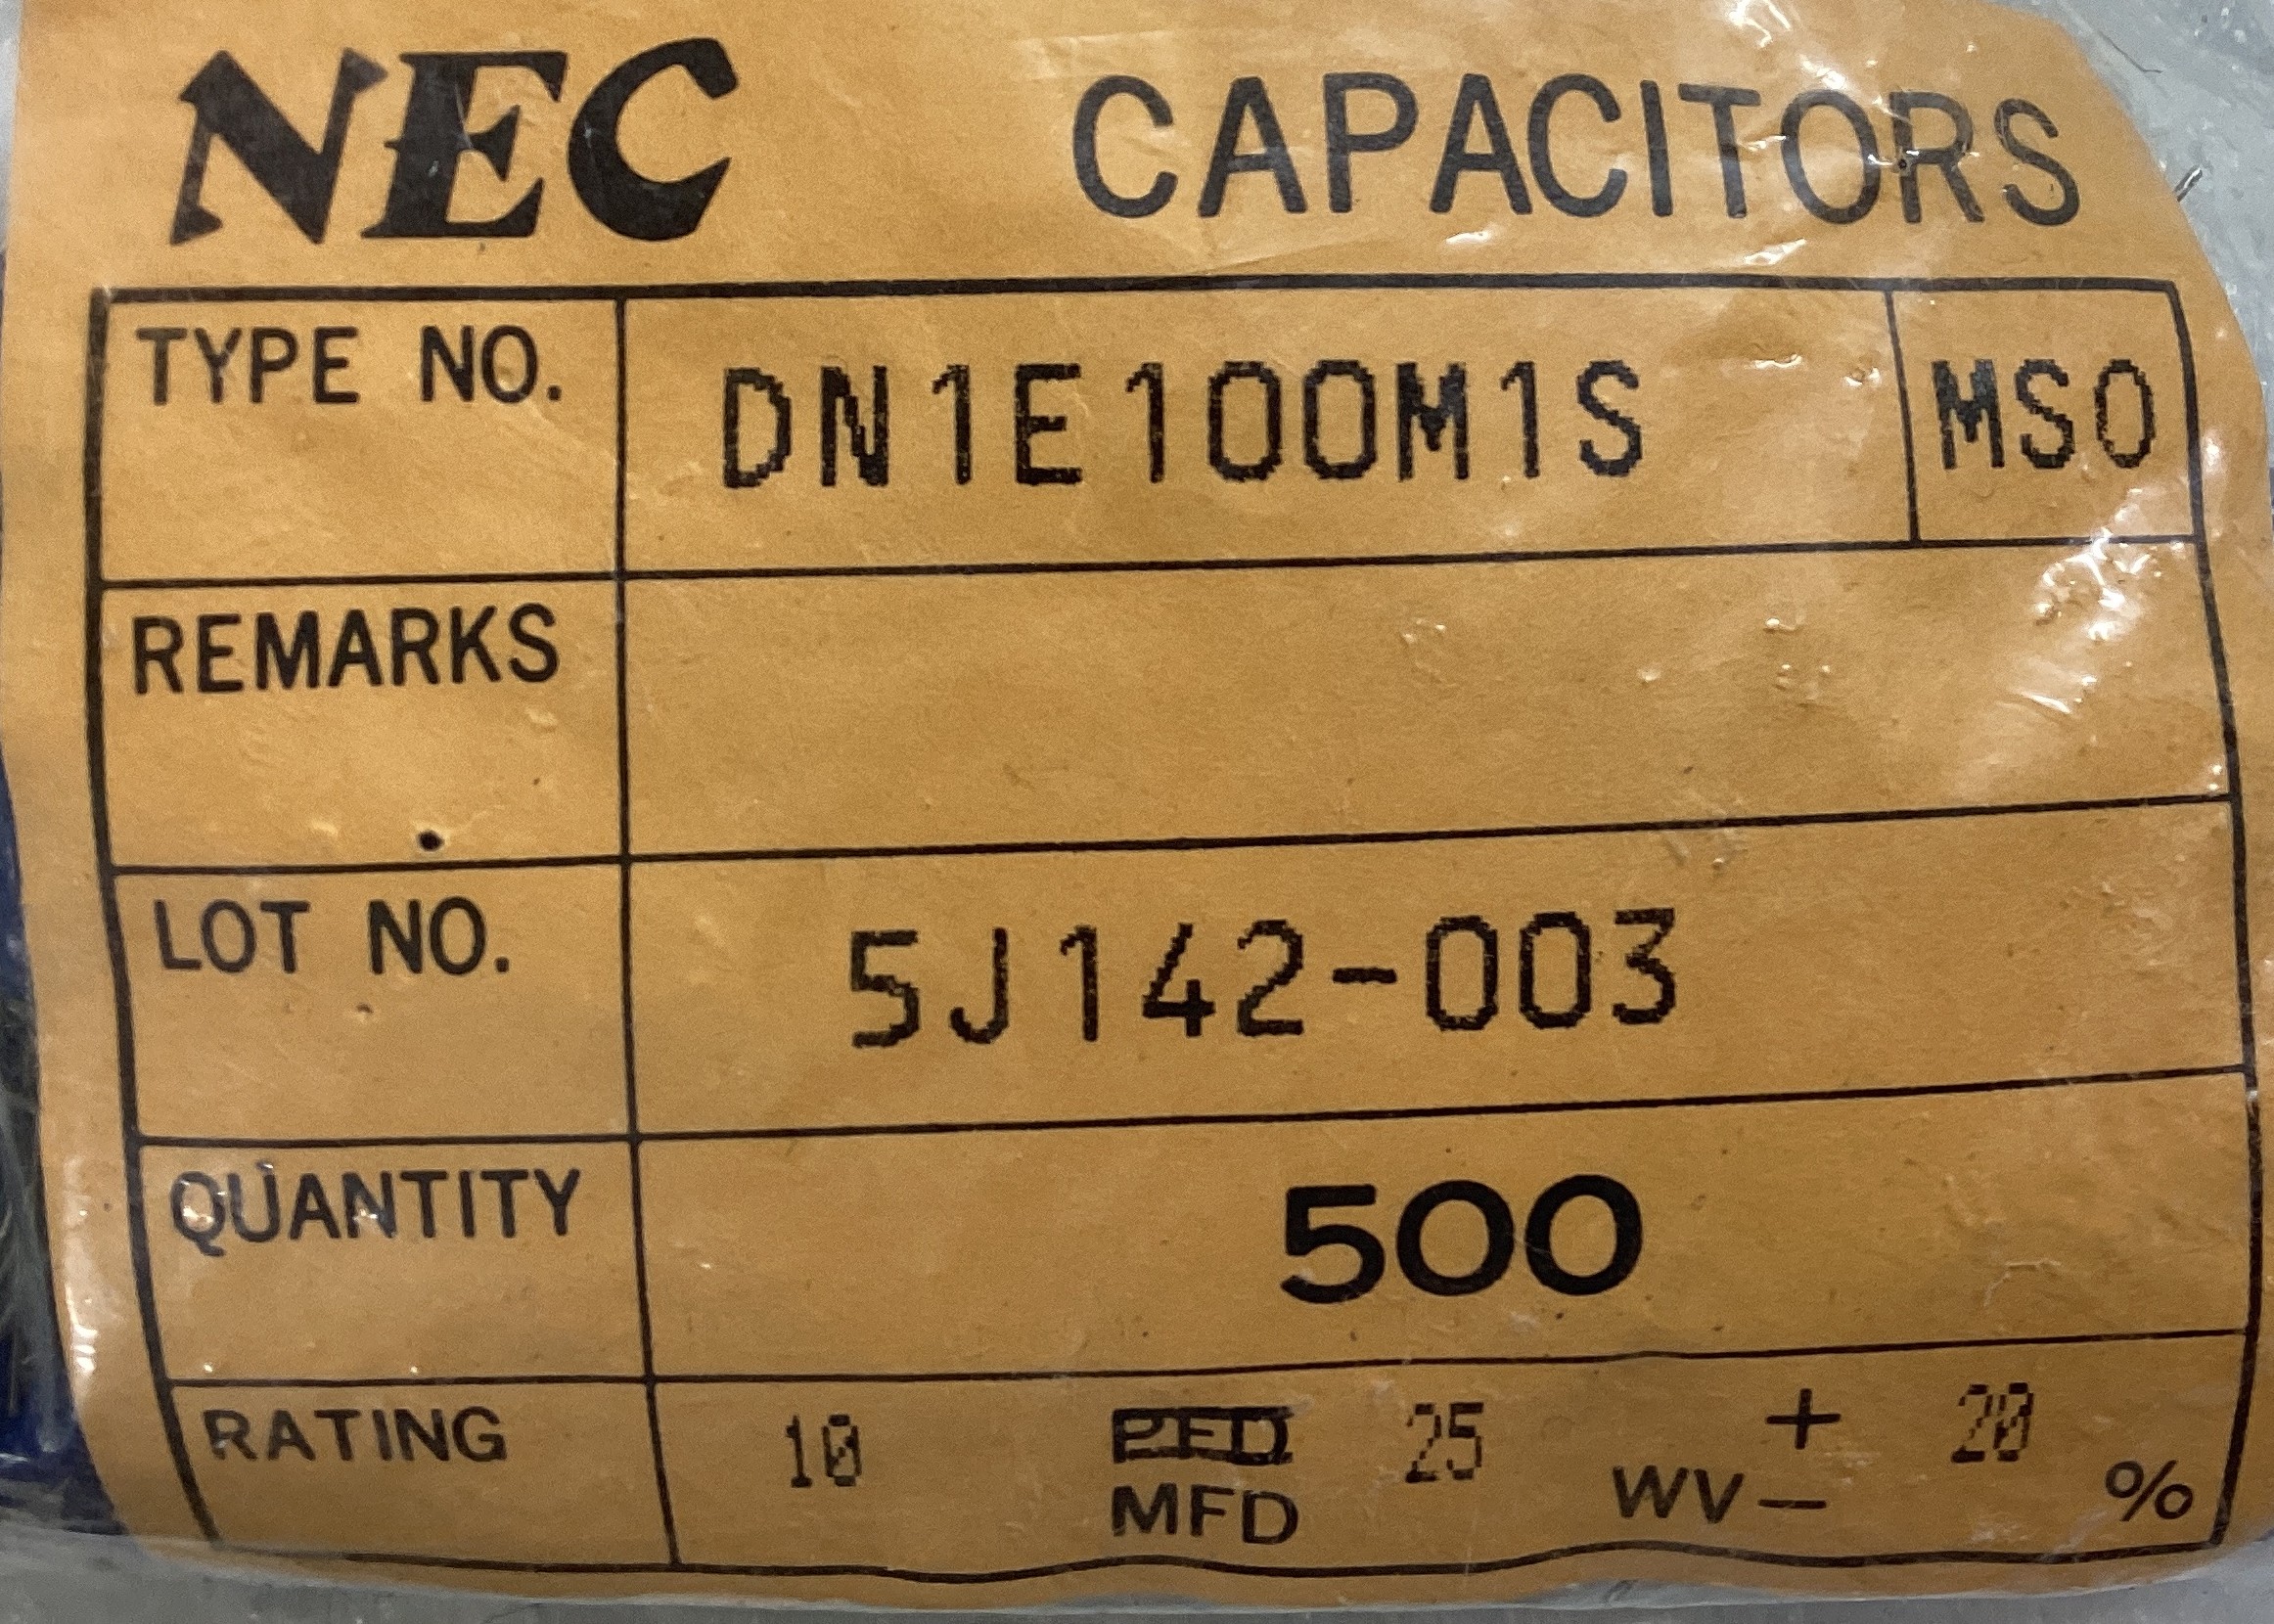 NEC CAPACITORS
TYPE NO. DN1E100M1S MSO
REMARKS
LOT NO. 5J142-003
QUANTITY 500
RATING 10 PFD 25 + 20
MFD WV − %